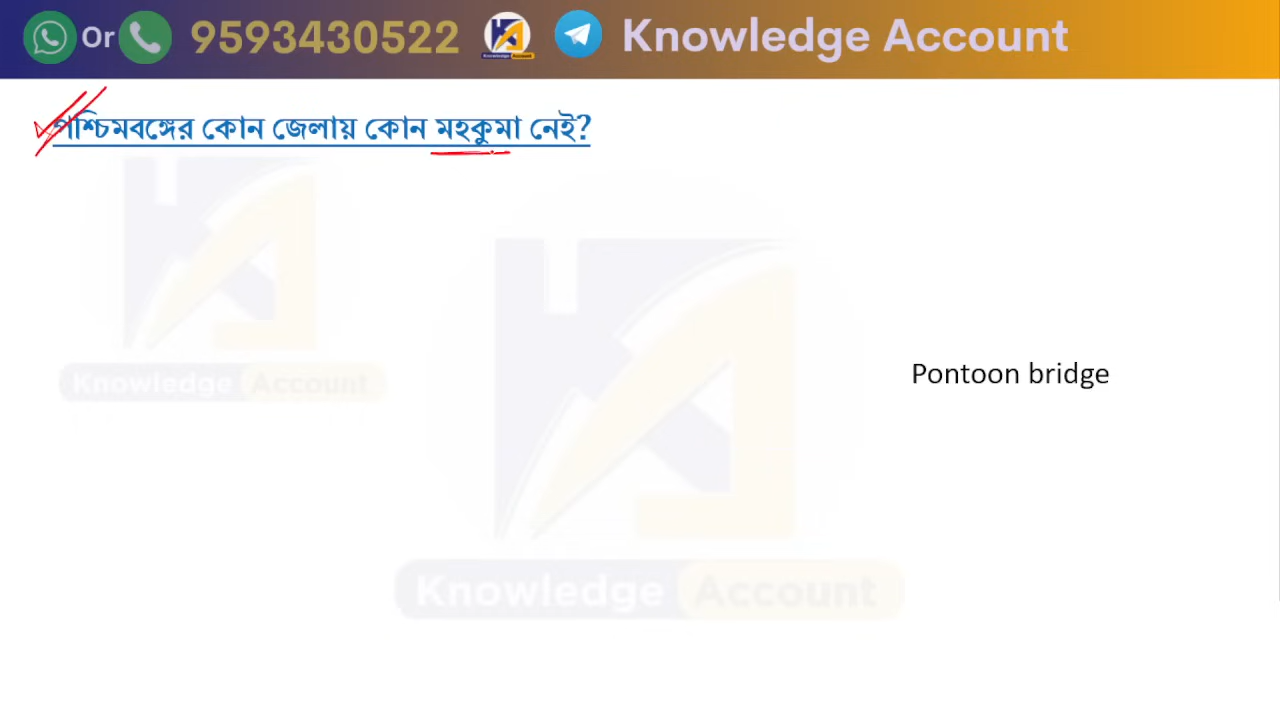 Or 9593430522 Knowledge Account
পশ্চিমবঙ্গের কোন জেলায় কোন মহকুমা নেই?
Knowledge Account
Pontoon bridge
Knowledge Account